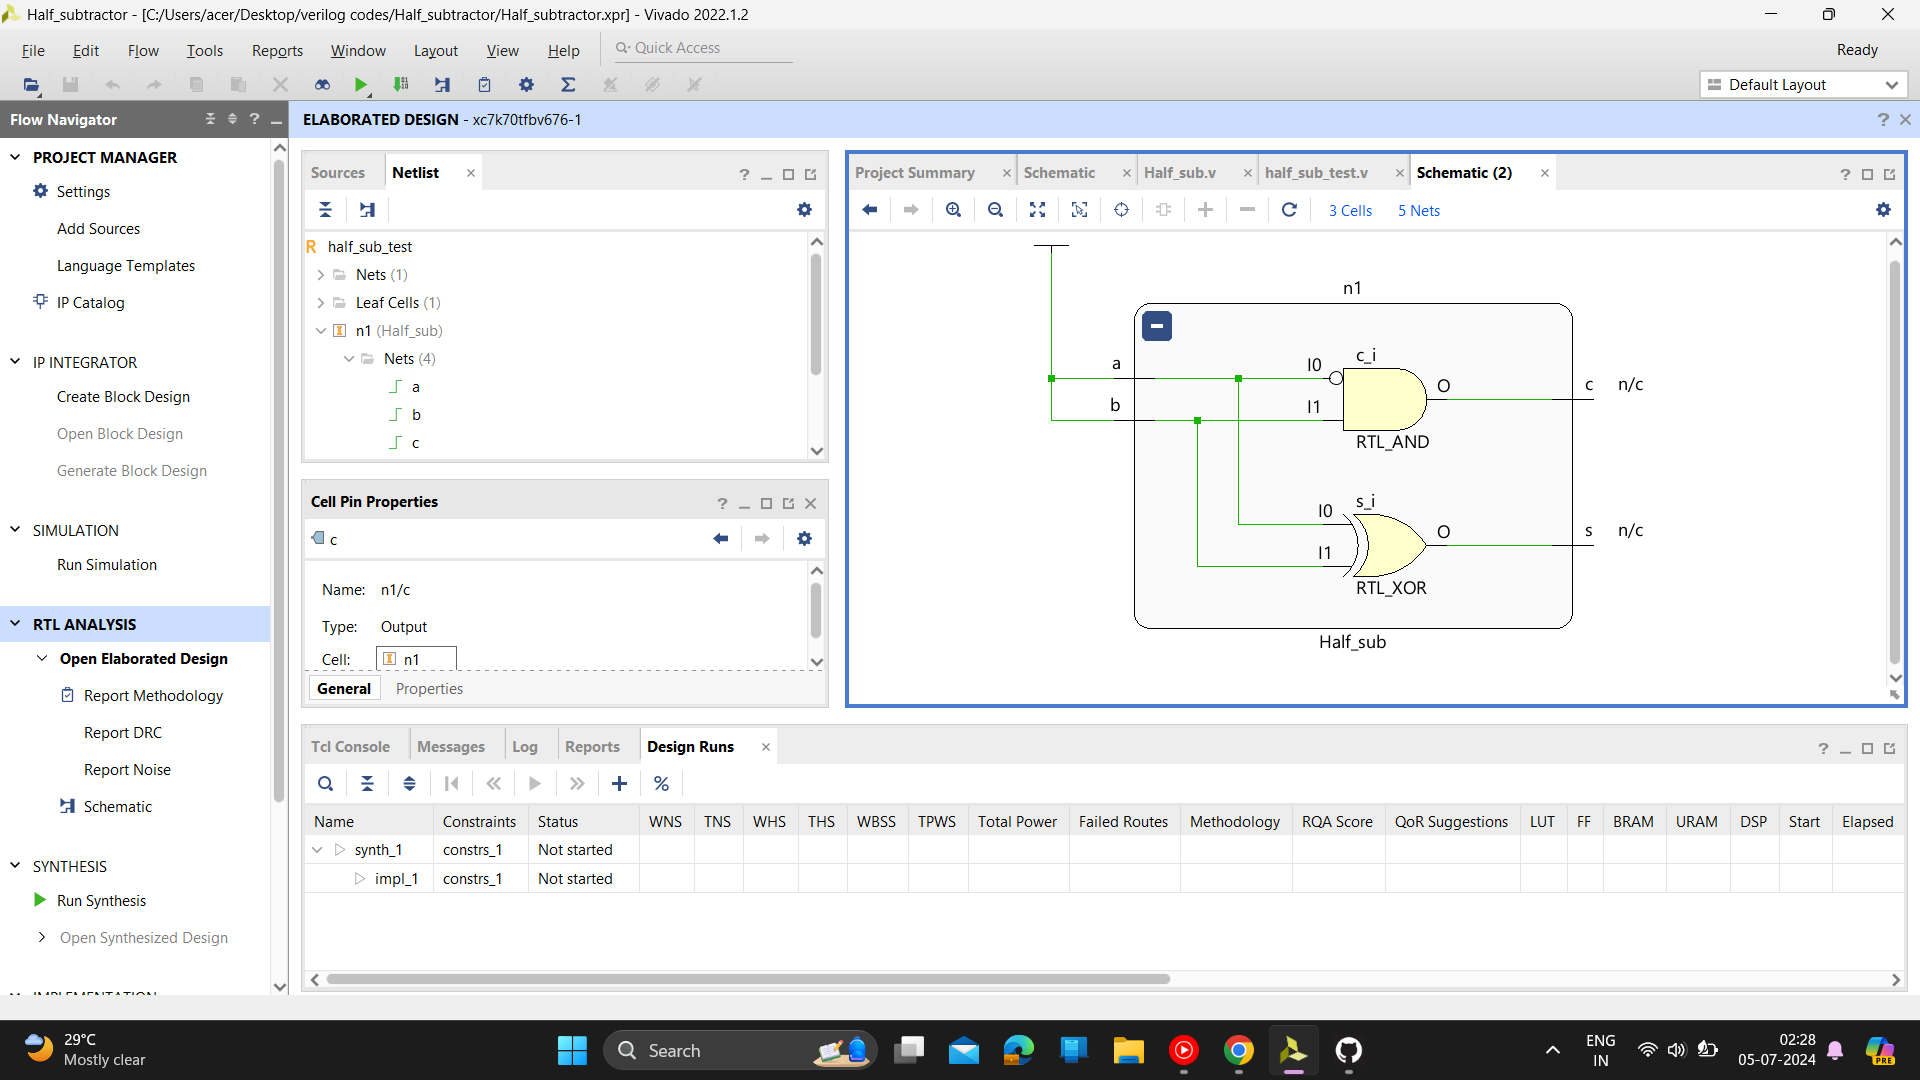 Half_subtractor - [C:/Users/acer/Desktop/verilog codes/Half_subtractor/Half_subtractor.xpr] - Vivado 2022.1.2
File Edit Flow Tools Reports Window Layout View Help Quick Access Ready
Default Layout
Flow Navigator
ELABORATED DESIGN - xc7k70tfbv676-1
PROJECT MANAGER
Settings
Add Sources
Language Templates
IP Catalog
IP INTEGRATOR
Create Block Design
Open Block Design
Generate Block Design
SIMULATION
Run Simulation
RTL ANALYSIS
Open Elaborated Design
Report Methodology
Report DRC
Report Noise
Schematic
SYNTHESIS
Run Synthesis
Open Synthesized Design
IMPLEMENTATION
Sources Netlist
half_sub_test
Nets (1)
Leaf Cells (1)
n1 (Half_sub)
Nets (4)
a
b
c
Cell Pin Properties
c
Name: n1/c
Type: Output
Cell: n1
General Properties
Project Summary Schematic Half_sub.v half_sub_test.v Schematic (2)
3 Cells 5 Nets
n1
a I0 c_i O c n/c
b I1 RTL_AND
I0 s_i O s n/c
I1 RTL_XOR
Half_sub
Tcl Console Messages Log Reports Design Runs
Name Constraints Status WNS TNS WHS THS WBSS TPWS Total Power Failed Routes Methodology RQA Score QoR Suggestions LUT FF BRAM URAM DSP Start Elapsed
synth_1 constrs_1 Not started
impl_1 constrs_1 Not started
29°C
Mostly clear
Search
ENG
IN
02:28
05-07-2024
PRE